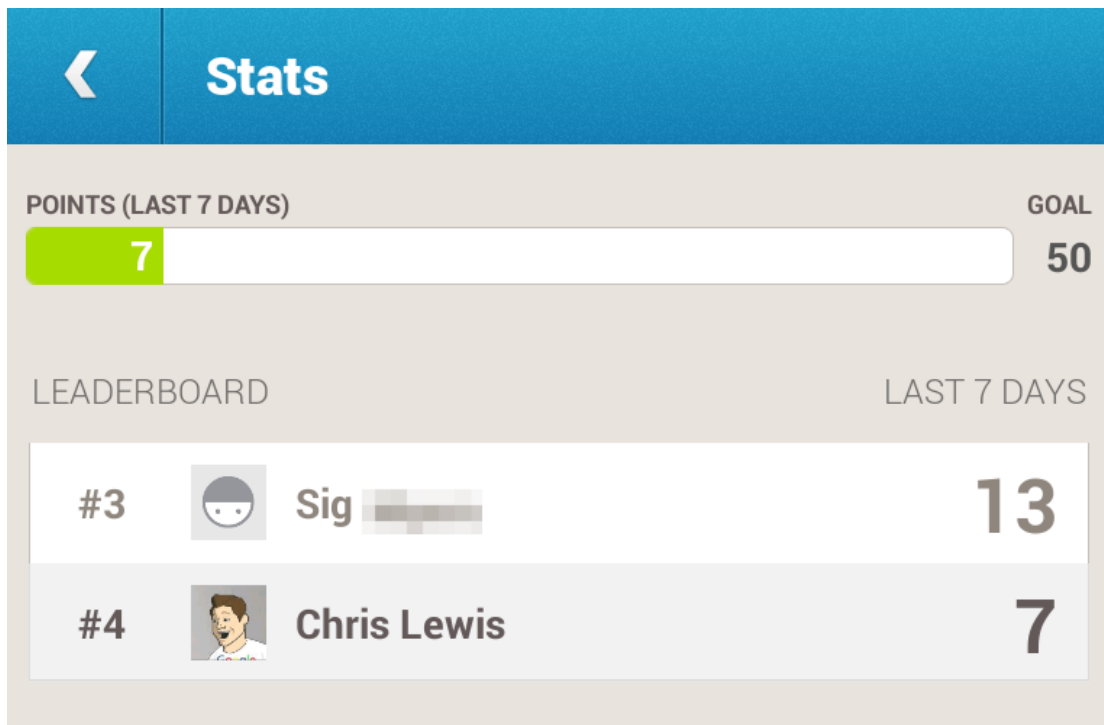 Stats
POINTS (LAST 7 DAYS) GOAL
7 50
LEADERBOARD LAST 7 DAYS
#3 Sig 13
#4 Chris Lewis 7
Google